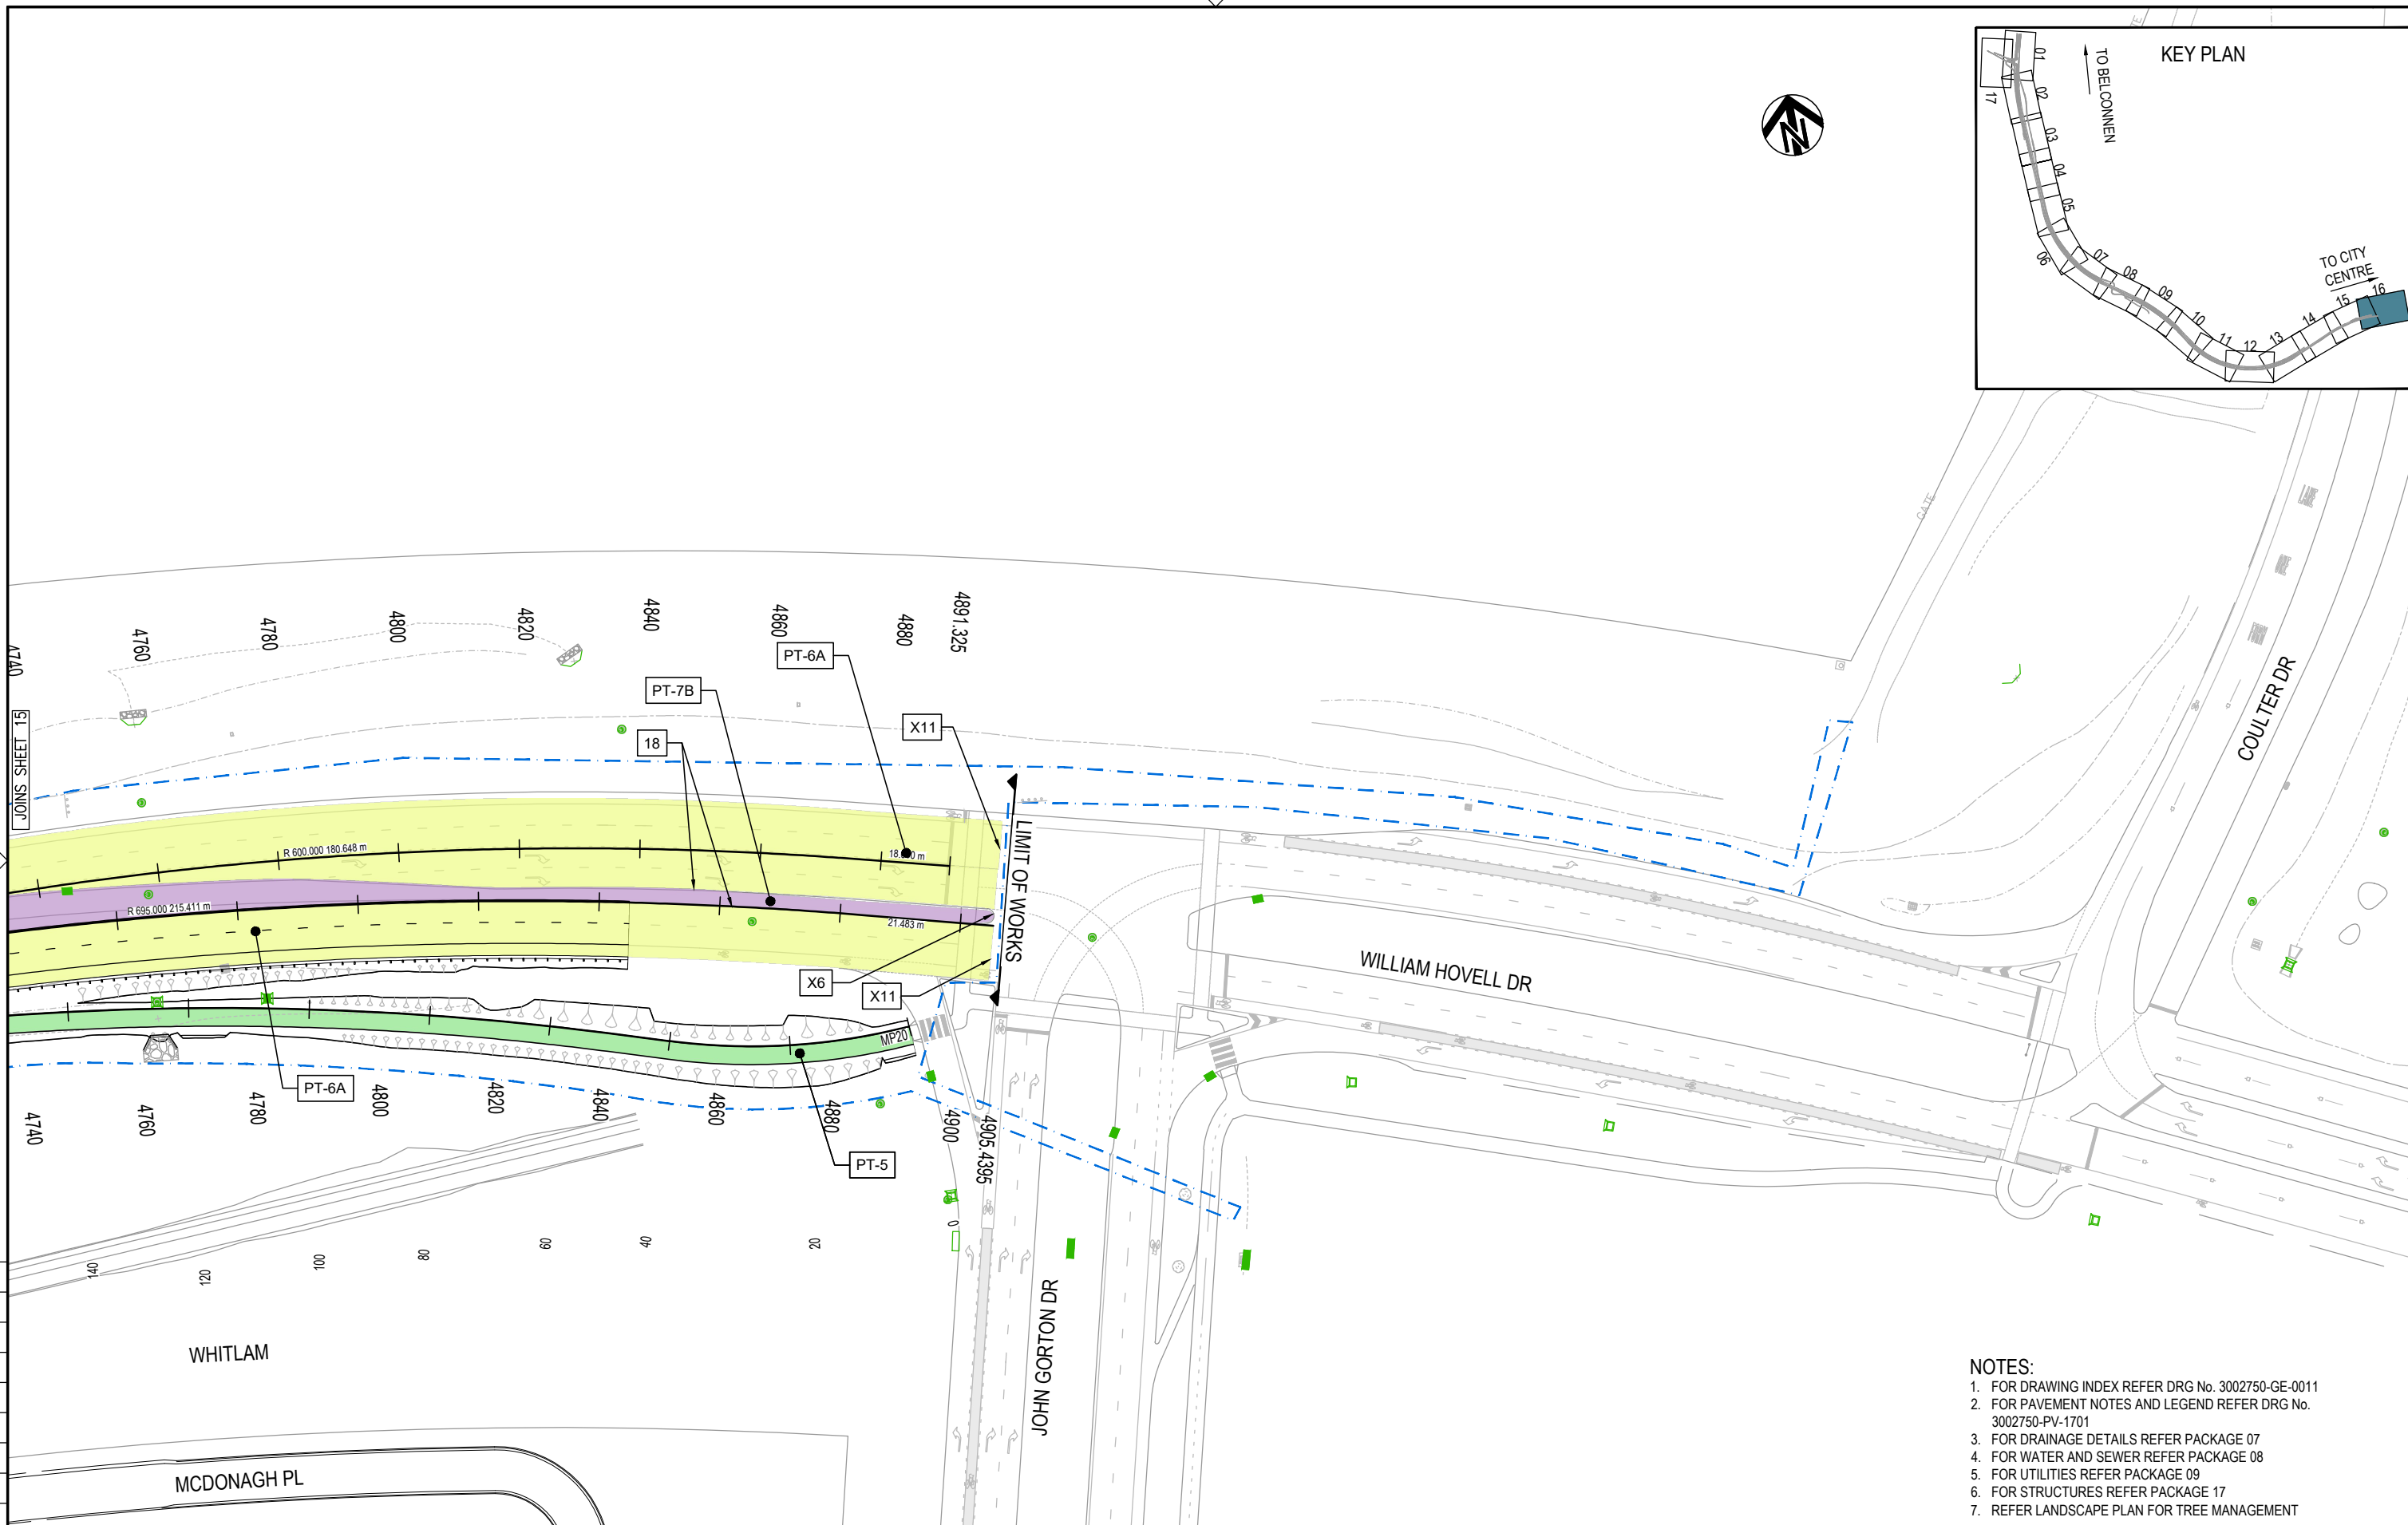 KEY PLAN
TO BELCONNEN
01
02
03
04
05
06
07
08
09
10
11
12
13
14
15
16
17
TO CITY
CENTRE
N
GATE
COULTER DR
4740
4760
4780
4800
4820
4840
4860
4880
4891.325
PT-6A
PT-7B
X11
18
JOINS SHEET 15
LIMIT OF WORKS
R 600.000 180.648 m
R 695.000 215.411 m
21.483 m
X6
X11
WILLIAM HOVELL DR
MP20
PT-6A
PT-5
4740
4760
4780
4800
4820
4840
4860
4880
4900
4905.4395
140
120
100
80
60
40
20
0
JOHN GORTON DR
WHITLAM
MCDONAGH PL
NOTES:
1. FOR DRAWING INDEX REFER DRG No. 3002750-GE-0011
2. FOR PAVEMENT NOTES AND LEGEND REFER DRG No.
3002750-PV-1701
3. FOR DRAINAGE DETAILS REFER PACKAGE 07
4. FOR WATER AND SEWER REFER PACKAGE 08
5. FOR UTILITIES REFER PACKAGE 09
6. FOR STRUCTURES REFER PACKAGE 17
7. REFER LANDSCAPE PLAN FOR TREE MANAGEMENT